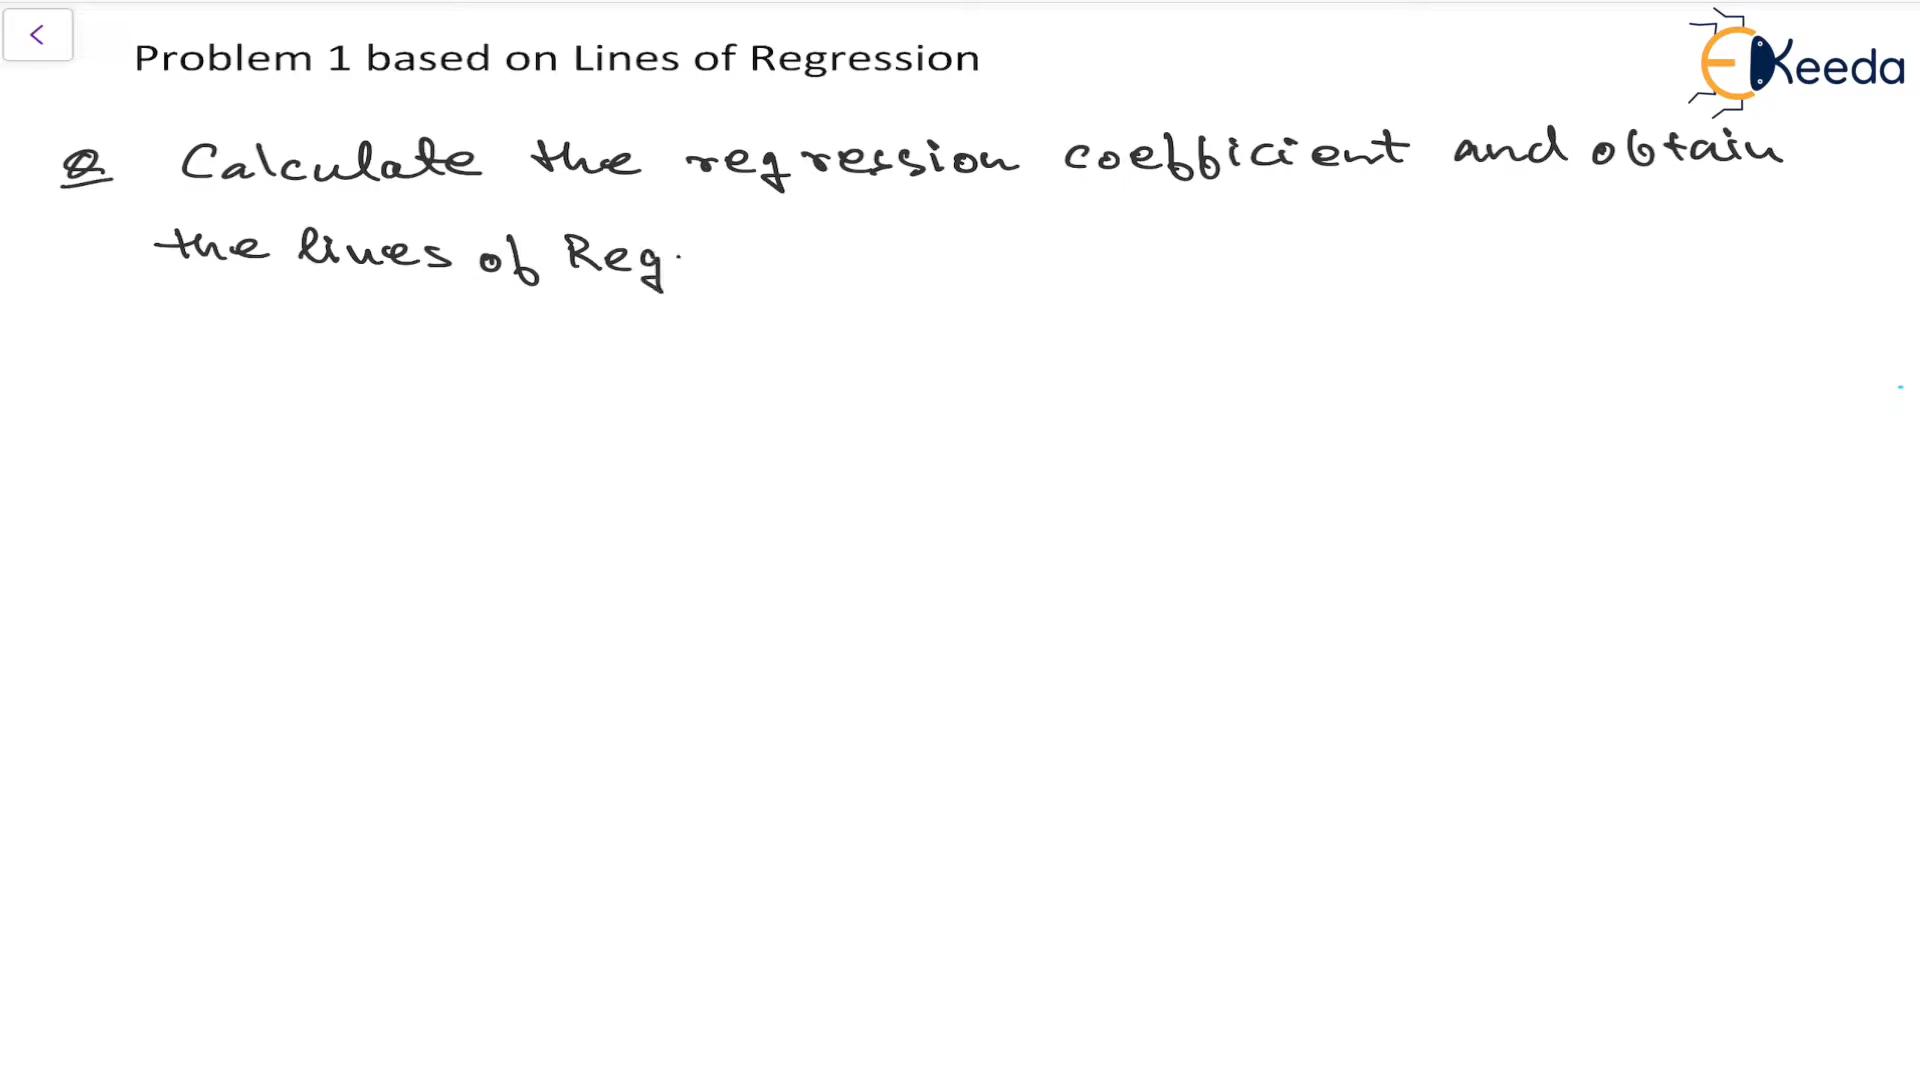 Problem 1 based on Lines of Regression
EKeeda
Q Calculate the regression coefficient and obtain
the lines of Reg.